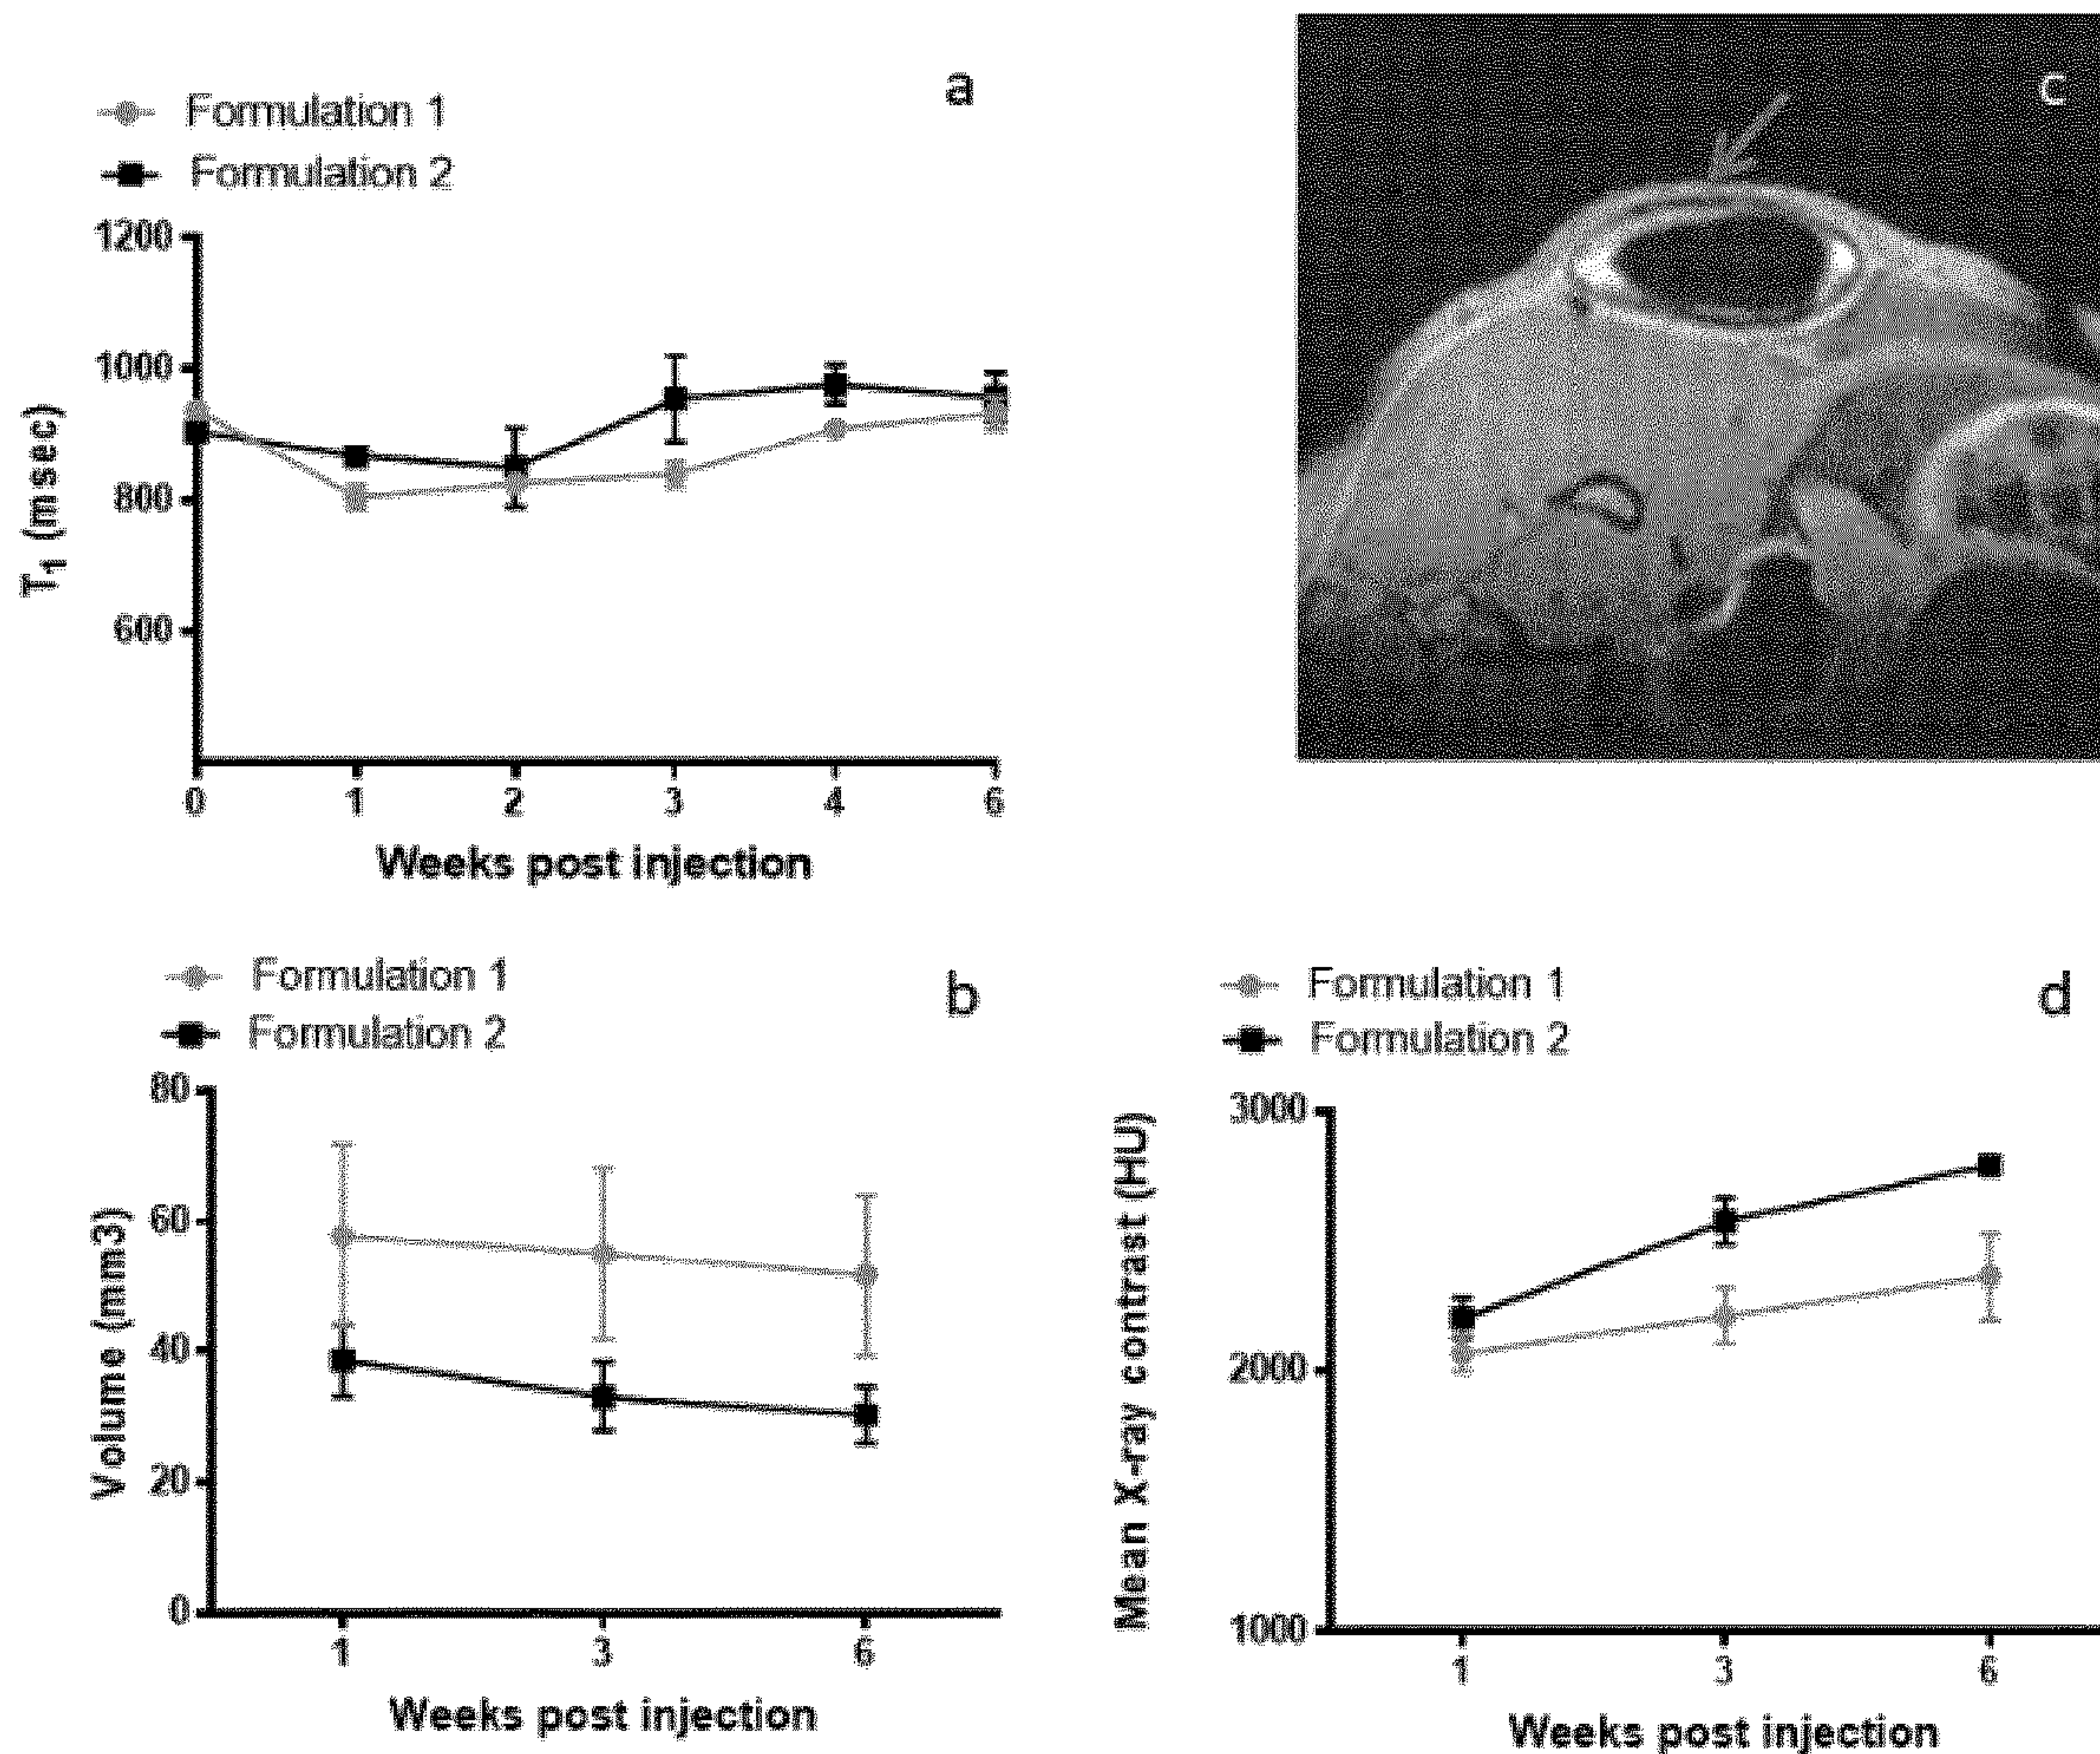 a
Formulation 1
Formulation 2
1200
1000
800
600
T1 (msec)
0 1 2 3 4 6
Weeks post injection
c
b
Formulation 1
Formulation 2
80
60
40
20
0
Volume (mm3)
1 3 6
Weeks post injection
d
Formulation 1
Formulation 2
3000
2000
1000
Mean X-ray contrast (HU)
1 3 6
Weeks post injection